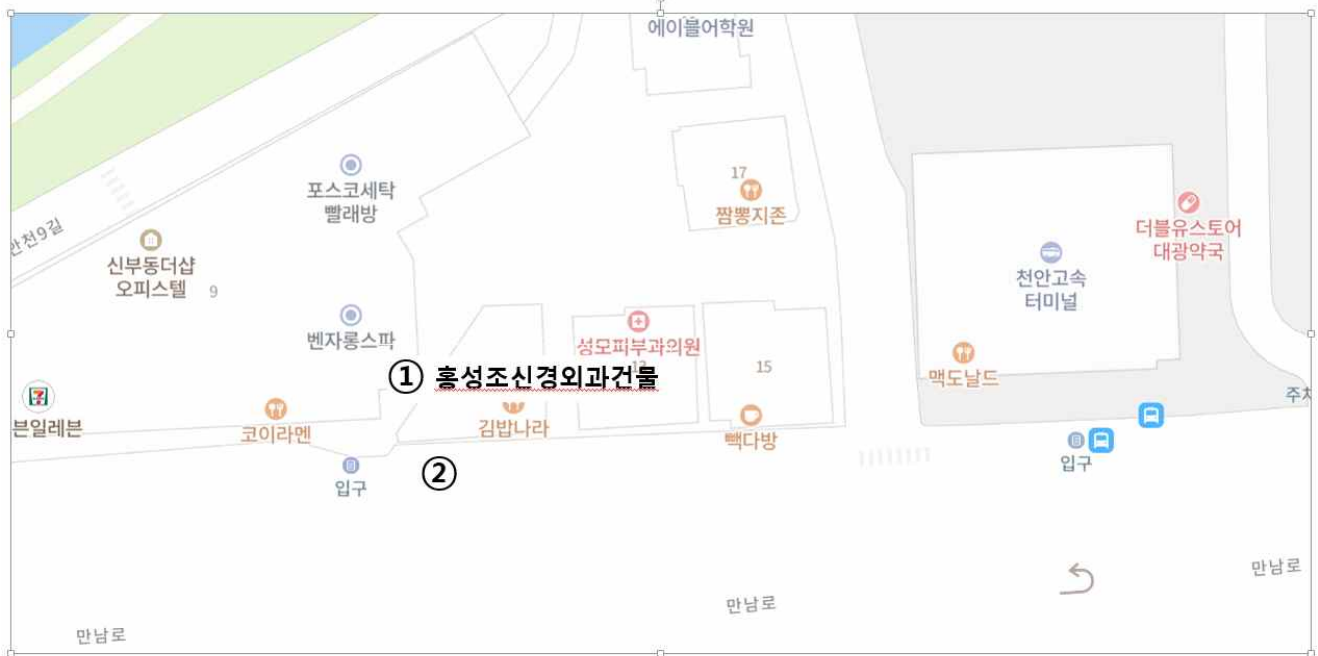 에이블어학원
17
짬뽕지존
포스코세탁
빨래방
더블유스토어
대광약국
안천9길
신부동더샵
오피스텔 9
천안고속
터미널
벤자롱스파
성모피부과의원
13
15
① 홍성조신경외과건물
맥도날드
주차
븐일레븐
코이라멘
김밥나라
빽다방
입구
②
입구
만남로
만남로
만남로